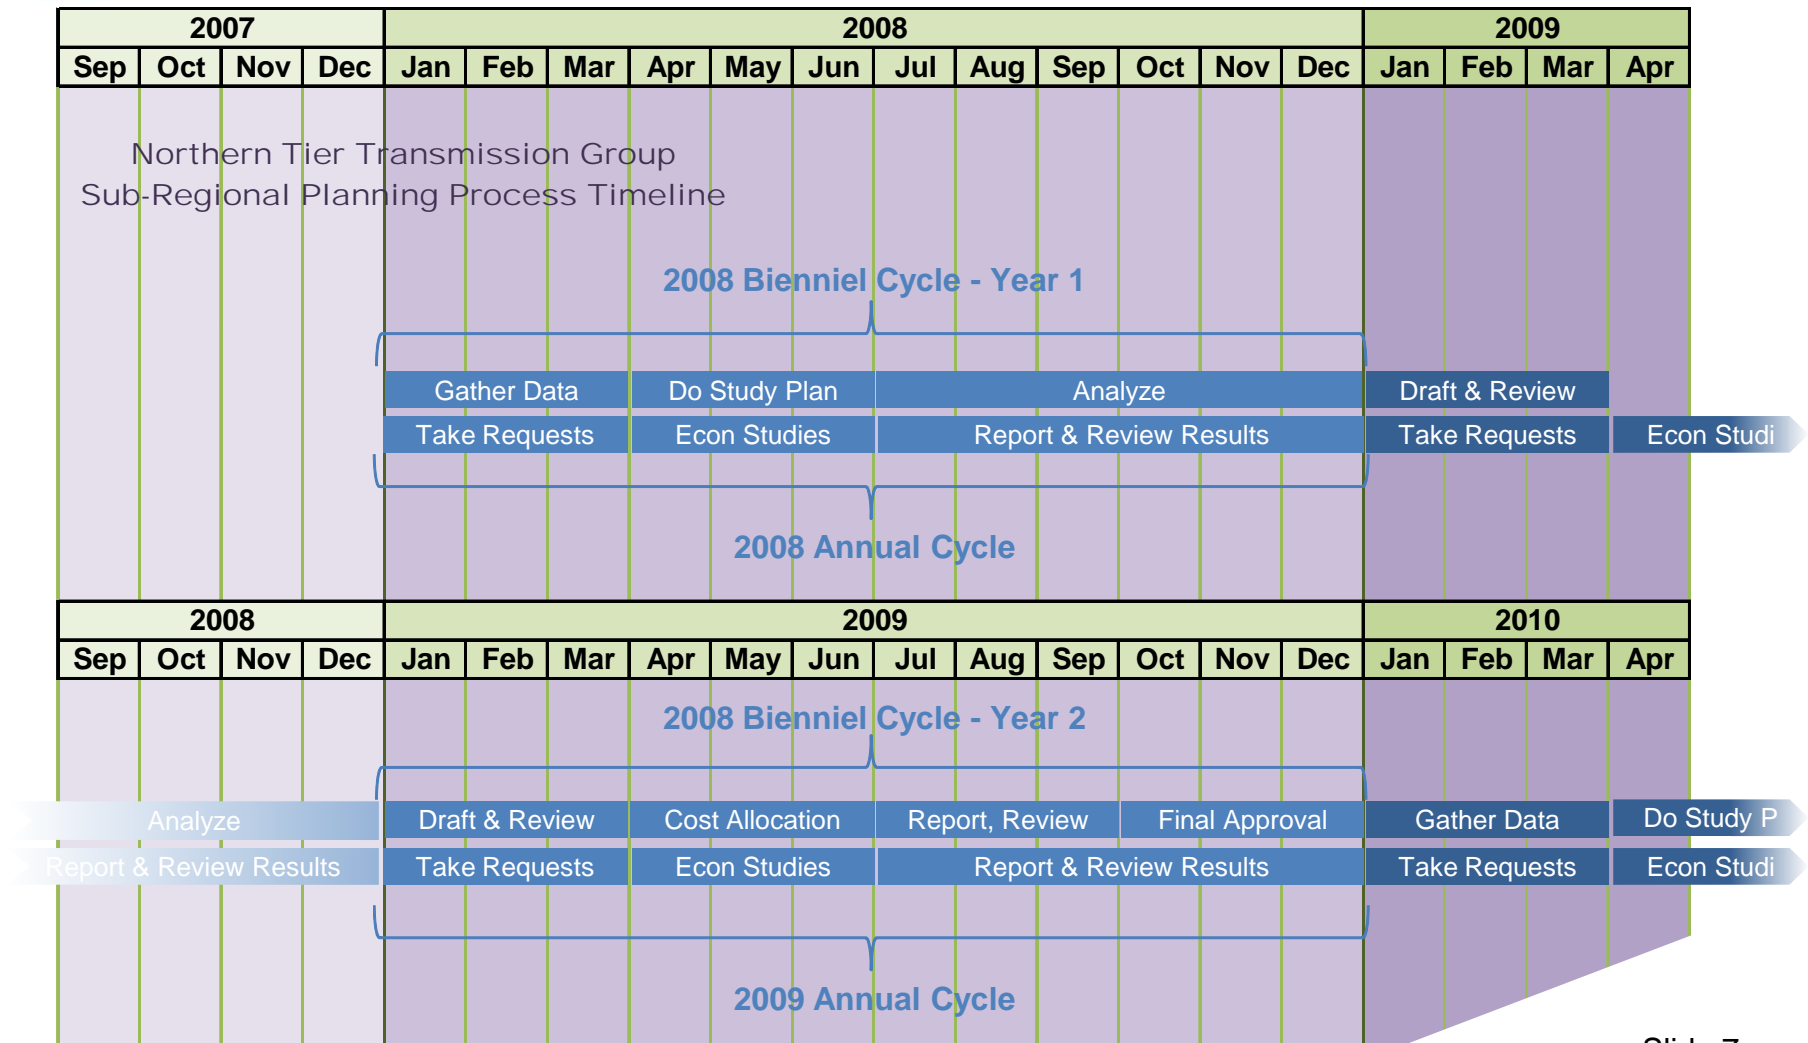 2007 2008 2009
Sep Oct Nov Dec Jan Feb Mar Apr May Jun Jul Aug Sep Oct Nov Dec Jan Feb Mar Apr
Northern Tier Transmission Group
Sub-Regional Planning Process Timeline
2008 Bienniel Cycle - Year 1
Gather Data Do Study Plan Analyze Draft & Review
Take Requests Econ Studies Report & Review Results Take Requests Econ Studi
2008 Annual Cycle
2008 2009 2010
Sep Oct Nov Dec Jan Feb Mar Apr May Jun Jul Aug Sep Oct Nov Dec Jan Feb Mar Apr
2008 Bienniel Cycle - Year 2
Analyze Draft & Review Cost Allocation Report, Review Final Approval Gather Data Do Study P
Report & Review Results Take Requests Econ Studies Report & Review Results Take Requests Econ Studi
2009 Annual Cycle
Slide 7